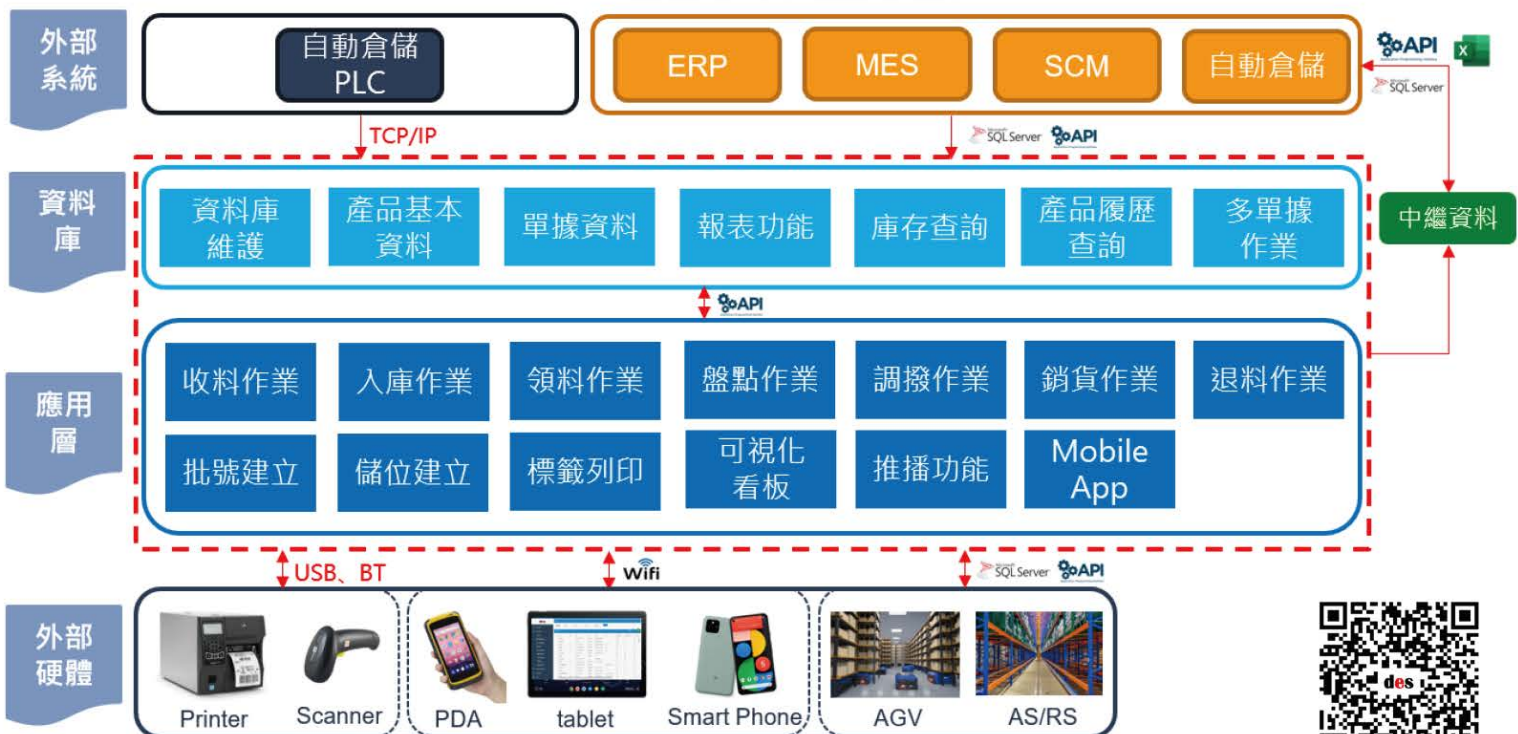 外部
系統
自動倉儲
PLC
ERP
MES
SCM
自動倉儲
API
SQL Server
TCP/IP
SQL Server
API
資料
庫
資料庫
維護
產品基本
資料
單據資料
報表功能
庫存查詢
產品履歷
查詢
多單據
作業
中繼資料
API
應用
層
收料作業
入庫作業
領料作業
盤點作業
調撥作業
銷貨作業
退料作業
批號建立
儲位建立
標籤列印
可視化
看板
推播功能
Mobile
App
USB、BT
Wifi
SQL Server
API
外部
硬體
Printer
Scanner
PDA
tablet
Smart Phone
AGV
AS/RS
des